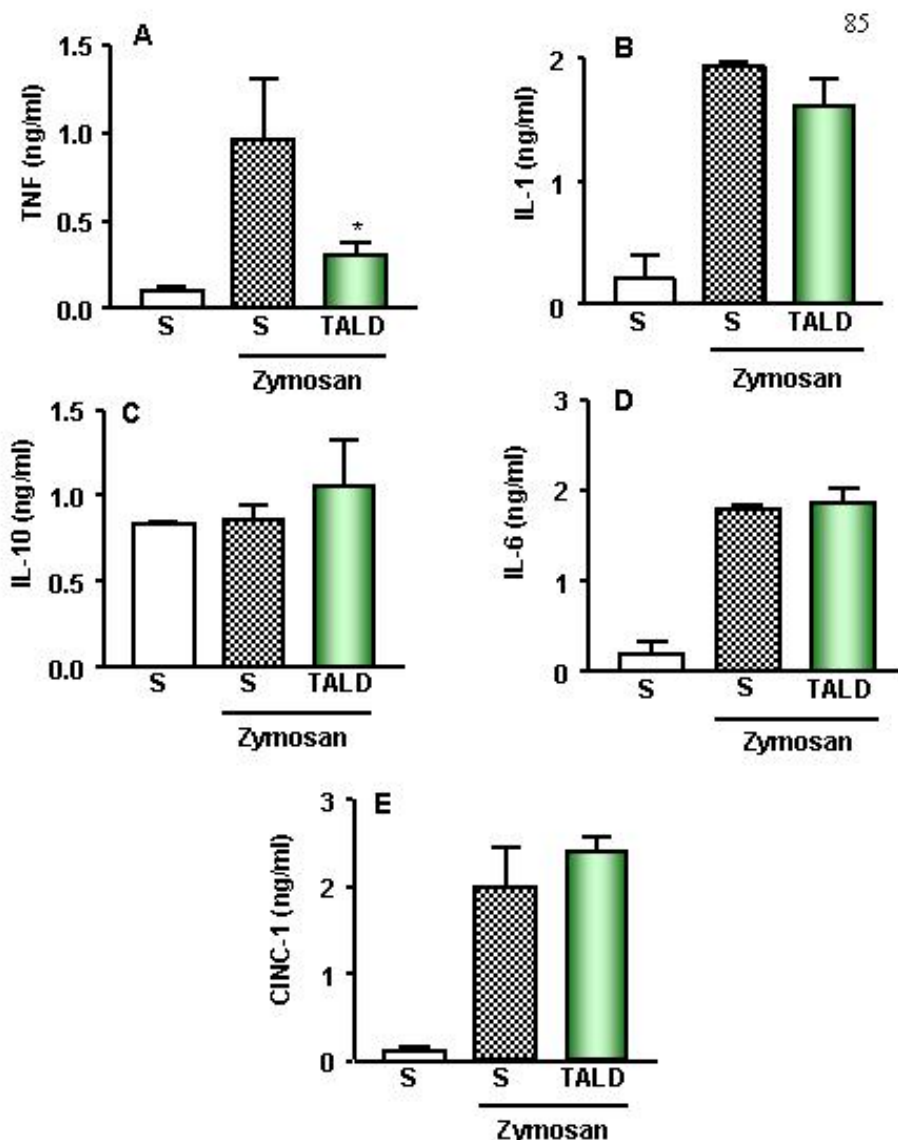 85
A
1.5
1.0
0.5
0.0
TNF (ng/ml)
*
S S TALD
Zymosan
B
2
1
0
IL-1 (ng/ml)
S S TALD
Zymosan
C
1.5
1.0
0.5
0.0
IL-10 (ng/ml)
S S TALD
Zymosan
D
3
2
1
0
IL-6 (ng/ml)
S S TALD
Zymosan
E
3
2
1
0
CINC-1 (ng/ml)
S S TALD
Zymosan